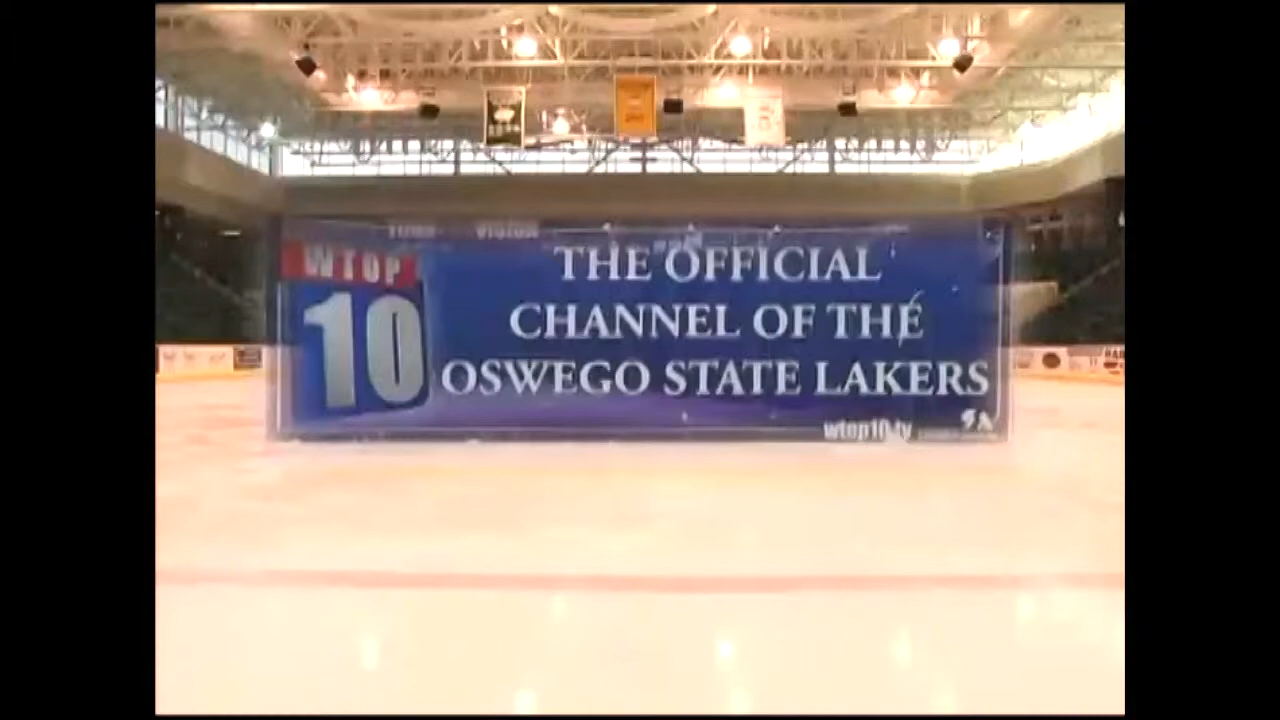 WTOP
10
THE OFFICIAL
CHANNEL OF THE
OSWEGO STATE LAKERS
wtop10.tv